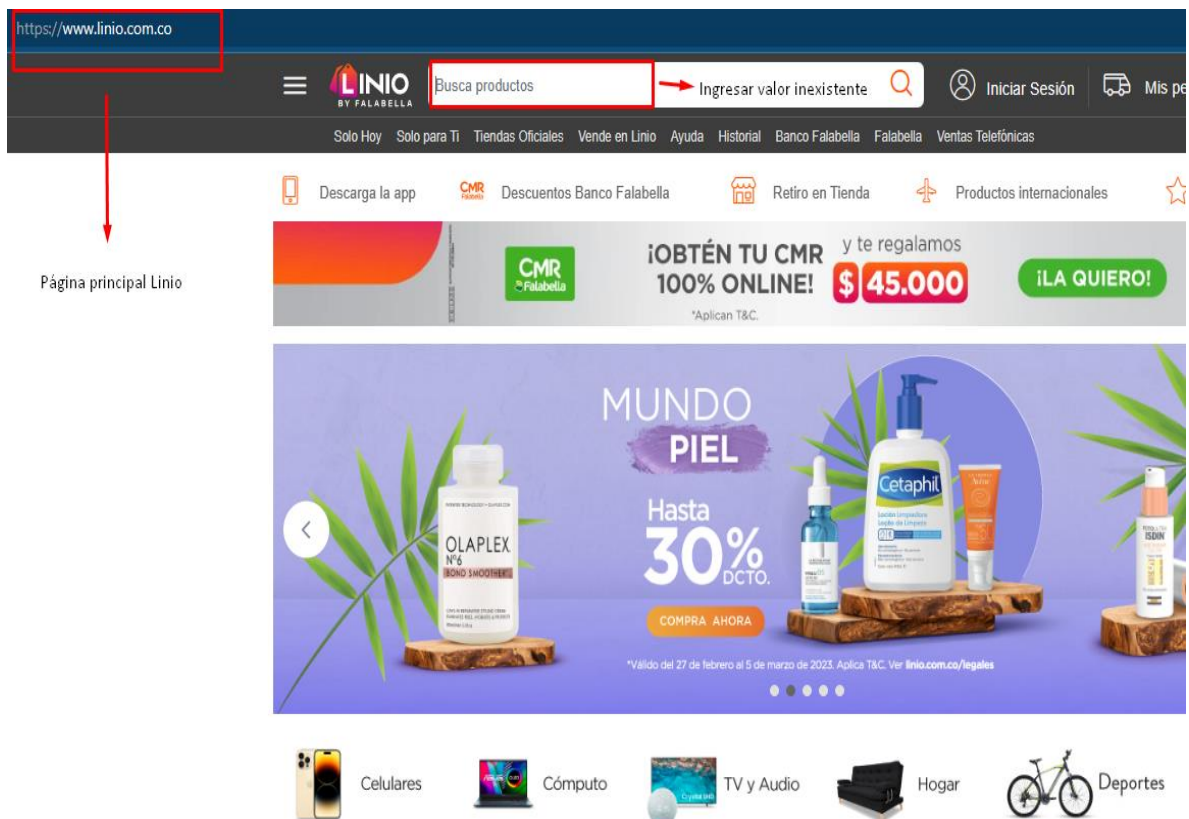 https://www.linio.com.co
LINIO
BY FALABELLA
Busca productos
Ingresar valor inexistente
Iniciar Sesión
Mis pe
Solo Hoy Solo para Ti Tiendas Oficiales Vende en Linio Ayuda Historial Banco Falabella Falabella Ventas Telefónicas
Descarga la app
CMR
Descuentos Banco Falabella
Retiro en Tienda
Productos internacionales
Página principal Linio
CMR
Falabella
¡OBTÉN TU CMR
100% ONLINE!
*Aplican T&C.
y te regalamos
$ 45.000
¡LA QUIERO!
MUNDO
PIEL
Hasta
30%
DCTO.
COMPRA AHORA
*Válido del 27 de febrero al 5 de marzo de 2023. Aplica T&C. Ver linio.com.co/legales
OLAPLEX.
Nº6
BOND SMOOTHER
Cetaphil
Avène
ISDIN
Celulares
Cómputo
TV y Audio
Hogar
Deportes